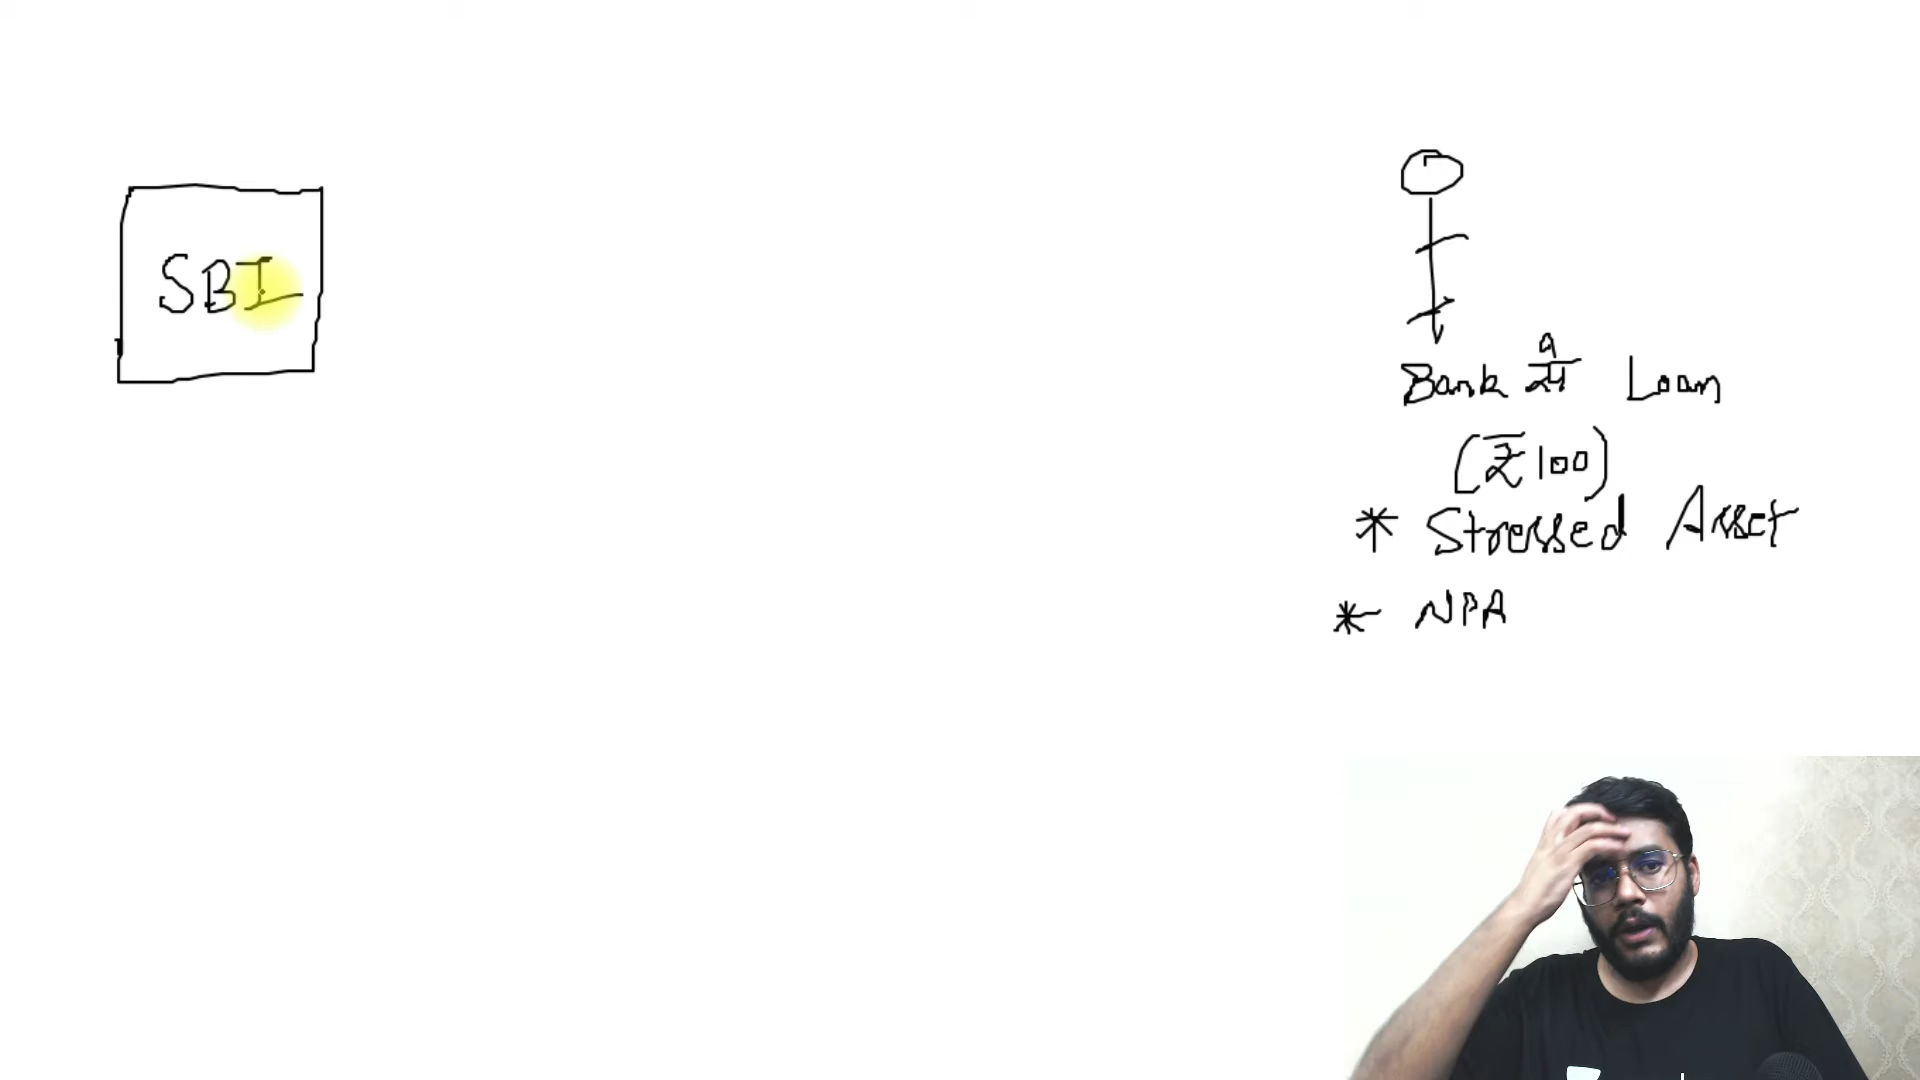 SBI
Bank के Loan
(₹100)
* Stressed Asset
* NPA